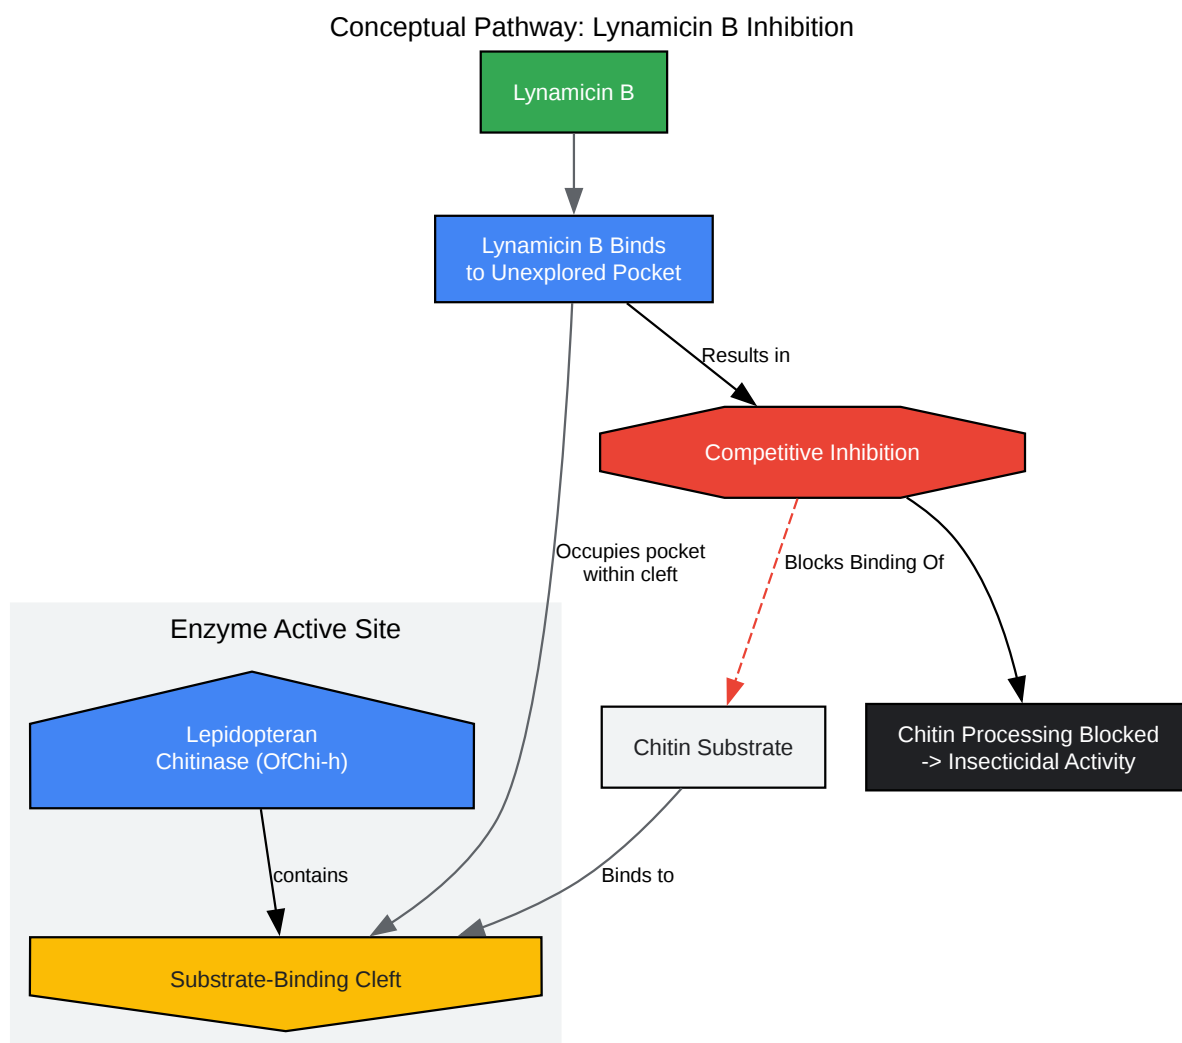 Conceptual Pathway: Lynamicin B Inhibition
Lynamicin B
Lynamicin B Binds
to Unexplored Pocket
Results in
Competitive Inhibition
Occupies pocket
within cleft
Blocks Binding Of
Enzyme Active Site
Lepidopteran
Chitinase (OfChi-h)
Chitin Substrate
Chitin Processing Blocked
-> Insecticidal Activity
contains
Binds to
Substrate-Binding Cleft